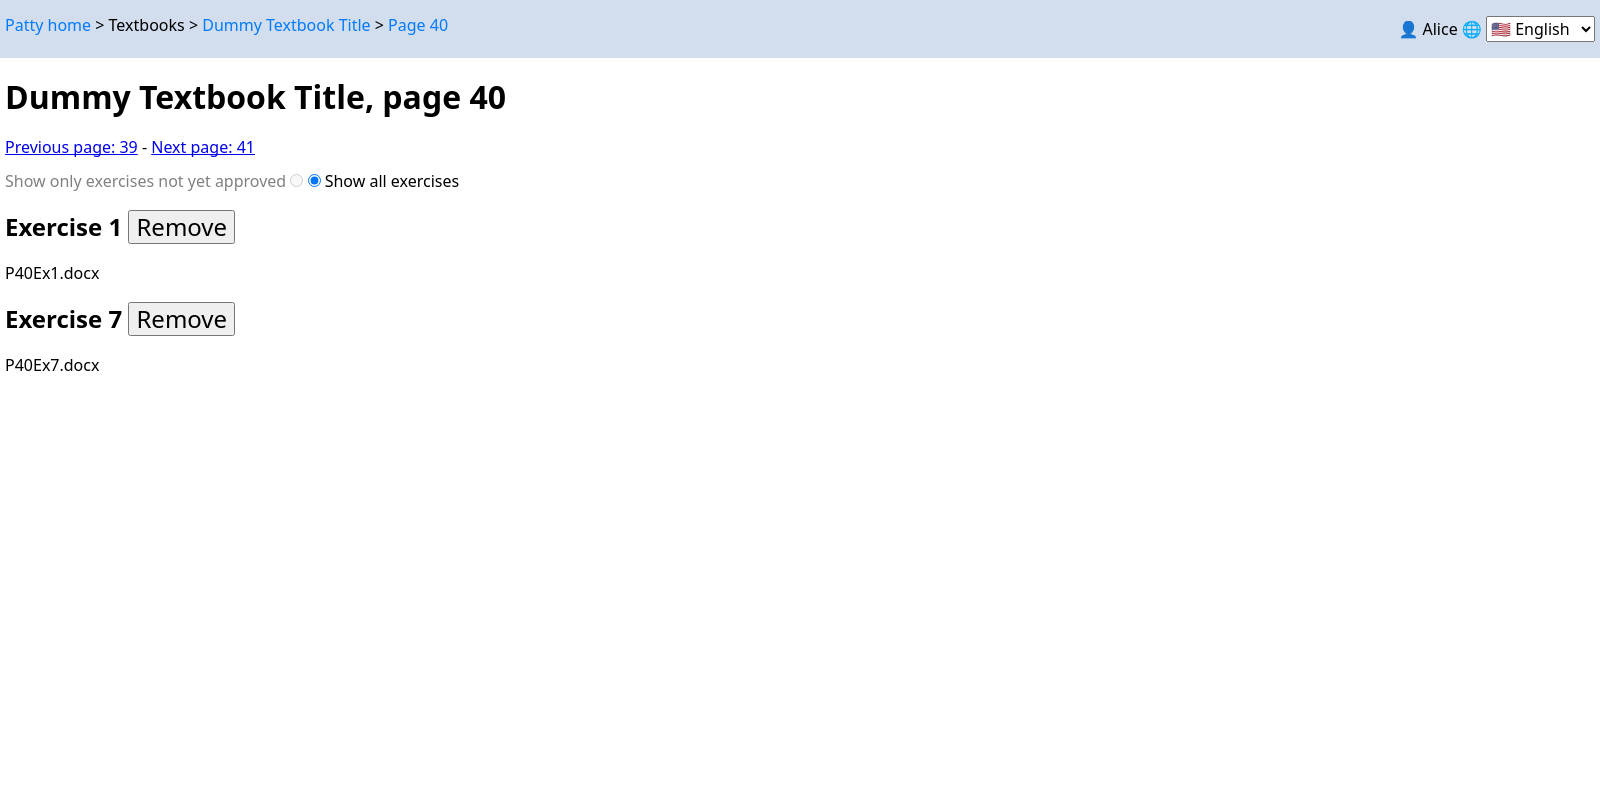 Patty home > Textbooks > Dummy Textbook Title > Page 40
👤 Alice 🌐 🇺🇸 English
Dummy Textbook Title, page 40
Previous page: 39 - Next page: 41
Show only exercises not yet approved Show all exercises
Exercise 1 Remove
P40Ex1.docx
Exercise 7 Remove
P40Ex7.docx